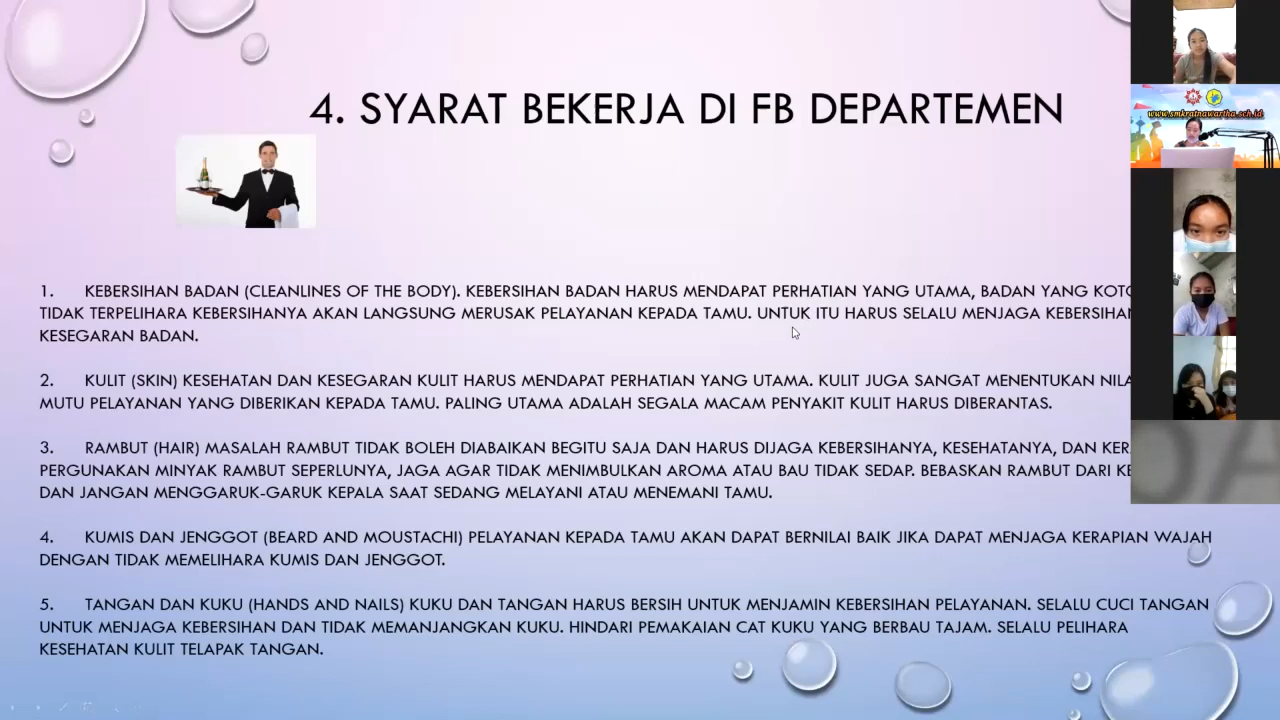 4. SYARAT BEKERJA DI FB DEPARTEMEN
www.smkratnawartha.sch.id
1. KEBERSIHAN BADAN (CLEANLINES OF THE BODY). KEBERSIHAN BADAN HARUS MENDAPAT PERHATIAN YANG UTAMA, BADAN YANG
TIDAK TERPELIHARA KEBERSIHANYA AKAN LANGSUNG MERUSAK PELAYANAN KEPADA TAMU. UNTUK ITU HARUS SELALU MENJAGA
KESEGARAN BADAN.
2. KULIT (SKIN) KESEHATAN DAN KESEGARAN KULIT HARUS MENDAPAT PERHATIAN YANG UTAMA. KULIT JUGA SANGAT MENENTUKAN
MUTU PELAYANAN YANG DIBERIKAN KEPADA TAMU. PALING UTAMA ADALAH SEGALA MACAM PENYAKIT KULIT HARUS DIBERANTAS.
3. RAMBUT (HAIR) MASALAH RAMBUT TIDAK BOLEH DIABAIKAN BEGITU SAJA DAN HARUS DIJAGA KEBERSIHANYA, KESEHATANYA, DAN
PERGUNAKAN MINYAK RAMBUT SEPERLUNYA, JAGA AGAR TIDAK MENIMBULKAN AROMA ATAU BAU TIDAK SEDAP. BEBASKAN RAMBUT DARI
DAN JANGAN MENGGARUK-GARUK KEPALA SAAT SEDANG MELAYANI ATAU MENEMANI TAMU.
4. KUMIS DAN JENGGOT (BEARD AND MOUSTACHI) PELAYANAN KEPADA TAMU AKAN DAPAT BERNILAI BAIK JIKA DAPAT MENJAGA KERAPIAN WAJAH
DENGAN TIDAK MEMELIHARA KUMIS DAN JENGGOT.
5. TANGAN DAN KUKU (HANDS AND NAILS) KUKU DAN TANGAN HARUS BERSIH UNTUK MENJAMIN KEBERSIHAN PELAYANAN. SELALU CUCI TANGAN
UNTUK MENJAGA KEBERSIHAN DAN TIDAK MEMANJANGKAN KUKU. HINDARI PEMAKAIAN CAT KUKU YANG BERBAU TAJAM. SELALU PELIHARA
KESEHATAN KULIT TELAPAK TANGAN.